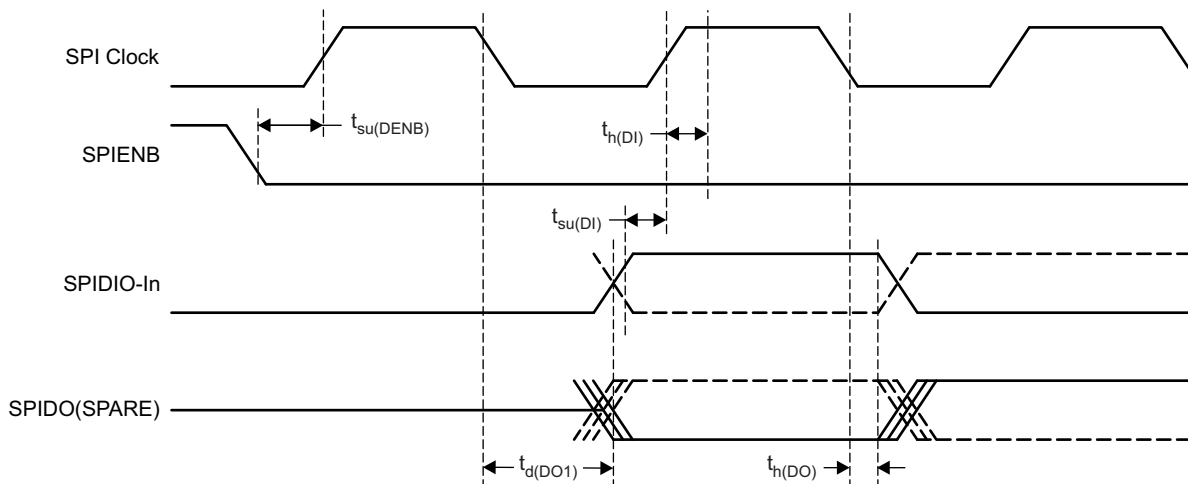 SPI Clock
t_su(DENB)
t_h(DI)
SPIENB
t_su(DI)
SPIDIO-In
SPIDO(SPARE)
t_d(DO1)
t_h(DO)